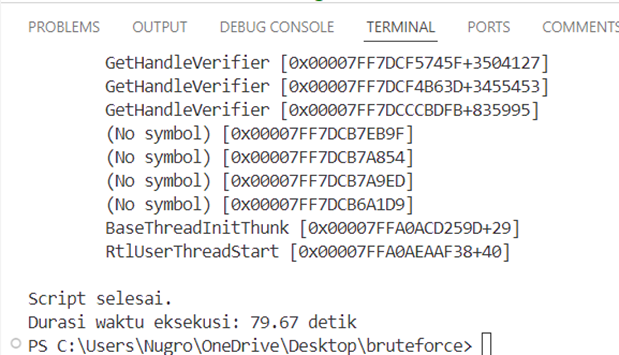 PROBLEMS OUTPUT DEBUG CONSOLE TERMINAL PORTS COMMENTS
GetHandleVerifier [0x00007FF7DCF5745F+3504127]
GetHandleVerifier [0x00007FF7DCF4B63D+3455453]
GetHandleVerifier [0x00007FF7DCCCBDFB+835995]
(No symbol) [0x00007FF7DCB7EB9F]
(No symbol) [0x00007FF7DCB7A854]
(No symbol) [0x00007FF7DCB7A9ED]
(No symbol) [0x00007FF7DCB6A1D9]
BaseThreadInitThunk [0x00007FFA0ACD259D+29]
RtlUserThreadStart [0x00007FFA0AEAAF38+40]
Script selesai.
Durasi waktu eksekusi: 79.67 detik
PS C:\Users\Nugro\OneDrive\Desktop\bruteforce>